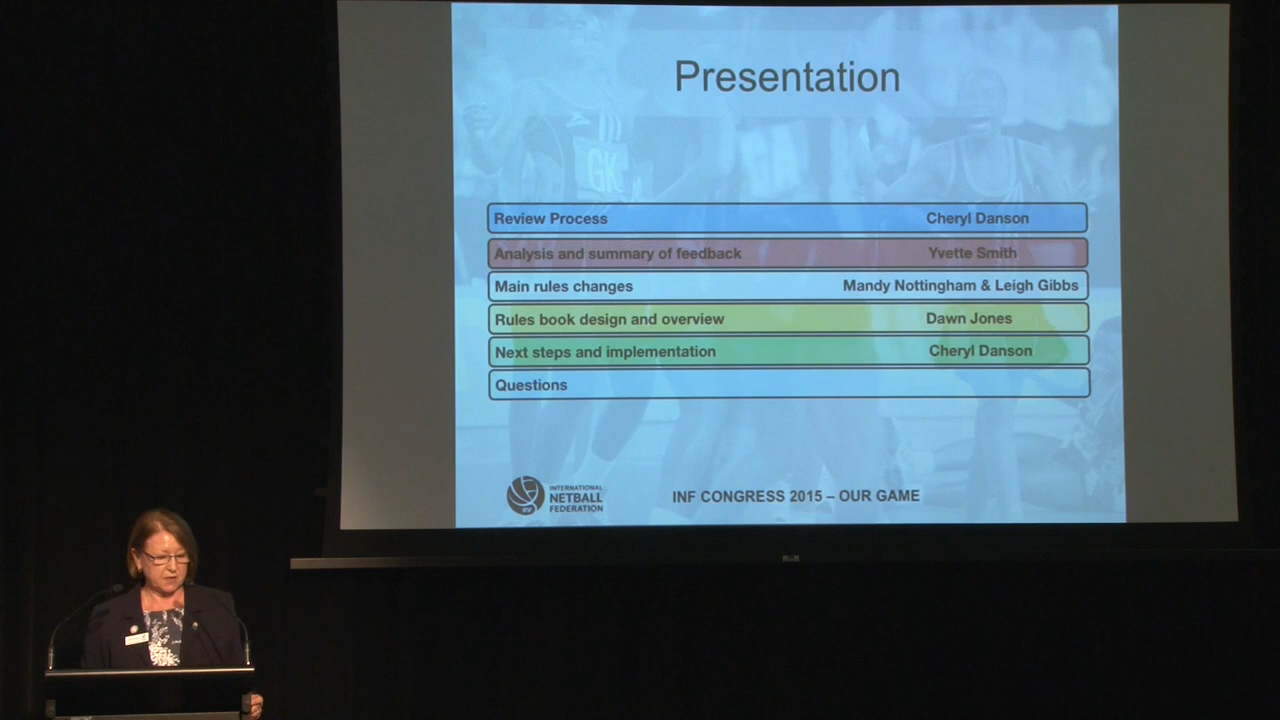 Presentation
GK
Review Process Cheryl Danson
Analysis and summary of feedback Yvette Smith
Main rules changes Mandy Nottingham & Leigh Gibbs
Rules book design and overview Dawn Jones
Next steps and implementation Cheryl Danson
Questions
INTERNATIONAL
NETBALL
FEDERATION
INF CONGRESS 2015 – OUR GAME